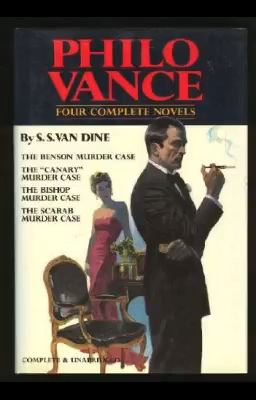 PHILO
VANCE
FOUR COMPLETE NOVELS
By S.S. VAN DINE
THE BENSON MURDER CASE
THE "CANARY"
MURDER CASE
THE BISHOP
MURDER CASE
THE SCARAB
MURDER CASE
COMPLETE & UNABRIDGED